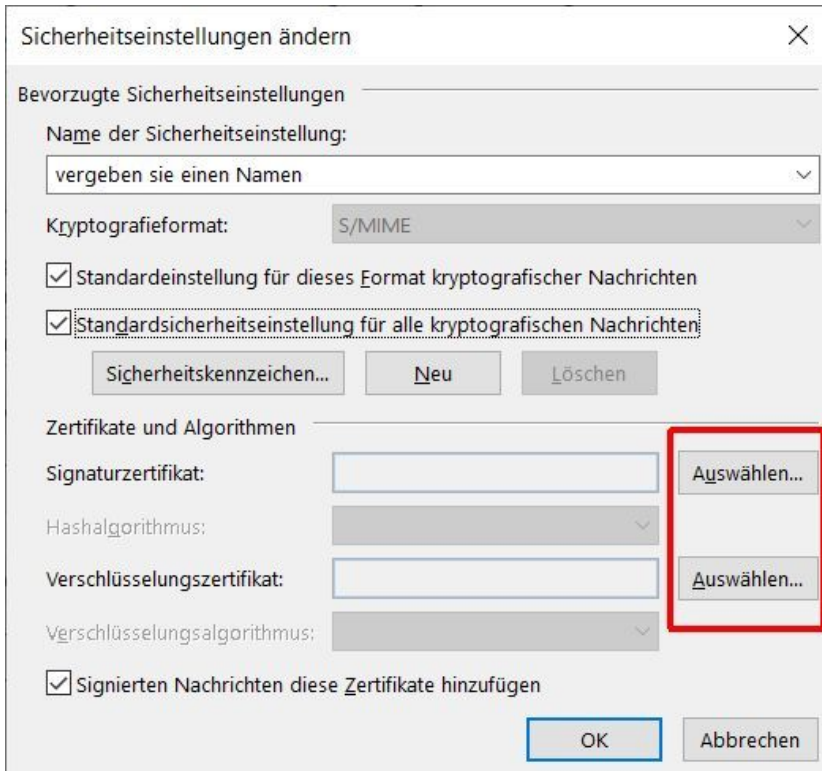 Sicherheitseinstellungen ändern
Bevorzugte Sicherheitseinstellungen
Name der Sicherheitseinstellung:
vergeben sie einen Namen
Kryptografieformat: S/MIME
Standardeinstellung für dieses Format kryptografischer Nachrichten
Standardsicherheitseinstellung für alle kryptografischen Nachrichten
Sicherheitskennzeichen... Neu Löschen
Zertifikate und Algorithmen
Signaturzertifikat: Auswählen...
Hashalgorithmus:
Verschlüsselungszertifikat: Auswählen...
Verschlüsselungsalgorithmus:
Signierten Nachrichten diese Zertifikate hinzufügen
OK Abbrechen